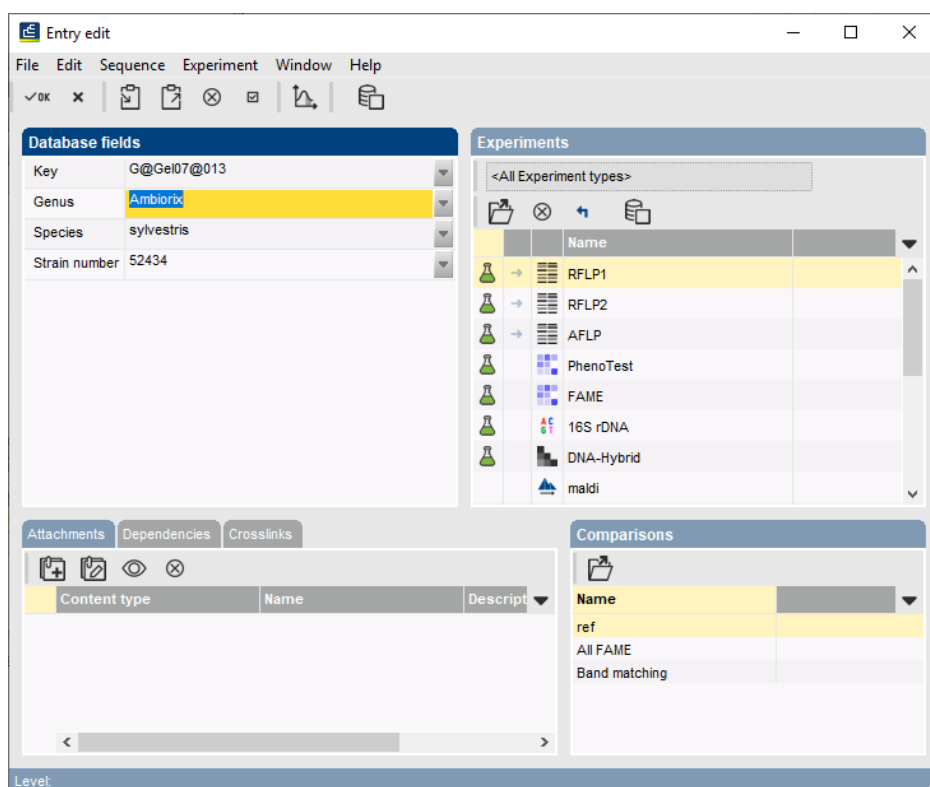 Entry edit
File Edit Sequence Experiment Window Help
OK
Database fields
Key G@Gel07@013
Genus Ambiorix
Species sylvestris
Strain number 52434
Experiments
<All Experiment types>
Name
RFLP1
RFLP2
AFLP
PhenoTest
FAME
16S rDNA
DNA-Hybrid
maldi
Attachments Dependencies Crosslinks
Content type Name Descript
Comparisons
Name
ref
All FAME
Band matching
Level: